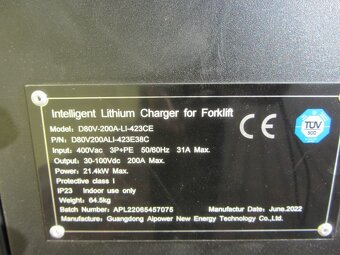 Intelligent Lithium Charger for Forklift
Model: D80V-200A-LI-423CE
P/N: D80V200ALI-423E38C
Input: 400Vac 3P+PE 50/60Hz 31A Max.
Output: 30-100Vdc 200A Max.
Power: 21.4kW Max.
Protective class I
IP23 Indoor use only
Weight: 64.5kg
Batch Number: APL22065457075 Manufactur Date: June.2022
Manufacture: Guangdong Aipower New Energy Technology Co.,Ltd.
CE
TÜV